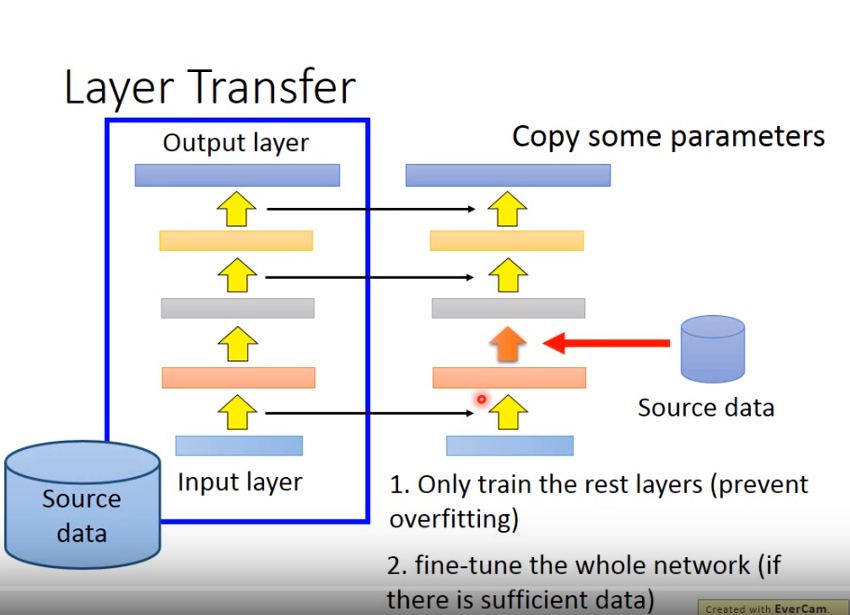 Layer Transfer
Output layer
Copy some parameters
Source data
Input layer
Source
data
1. Only train the rest layers (prevent
overfitting)
2. fine-tune the whole network (if
there is sufficient data)
Created with EverCam.